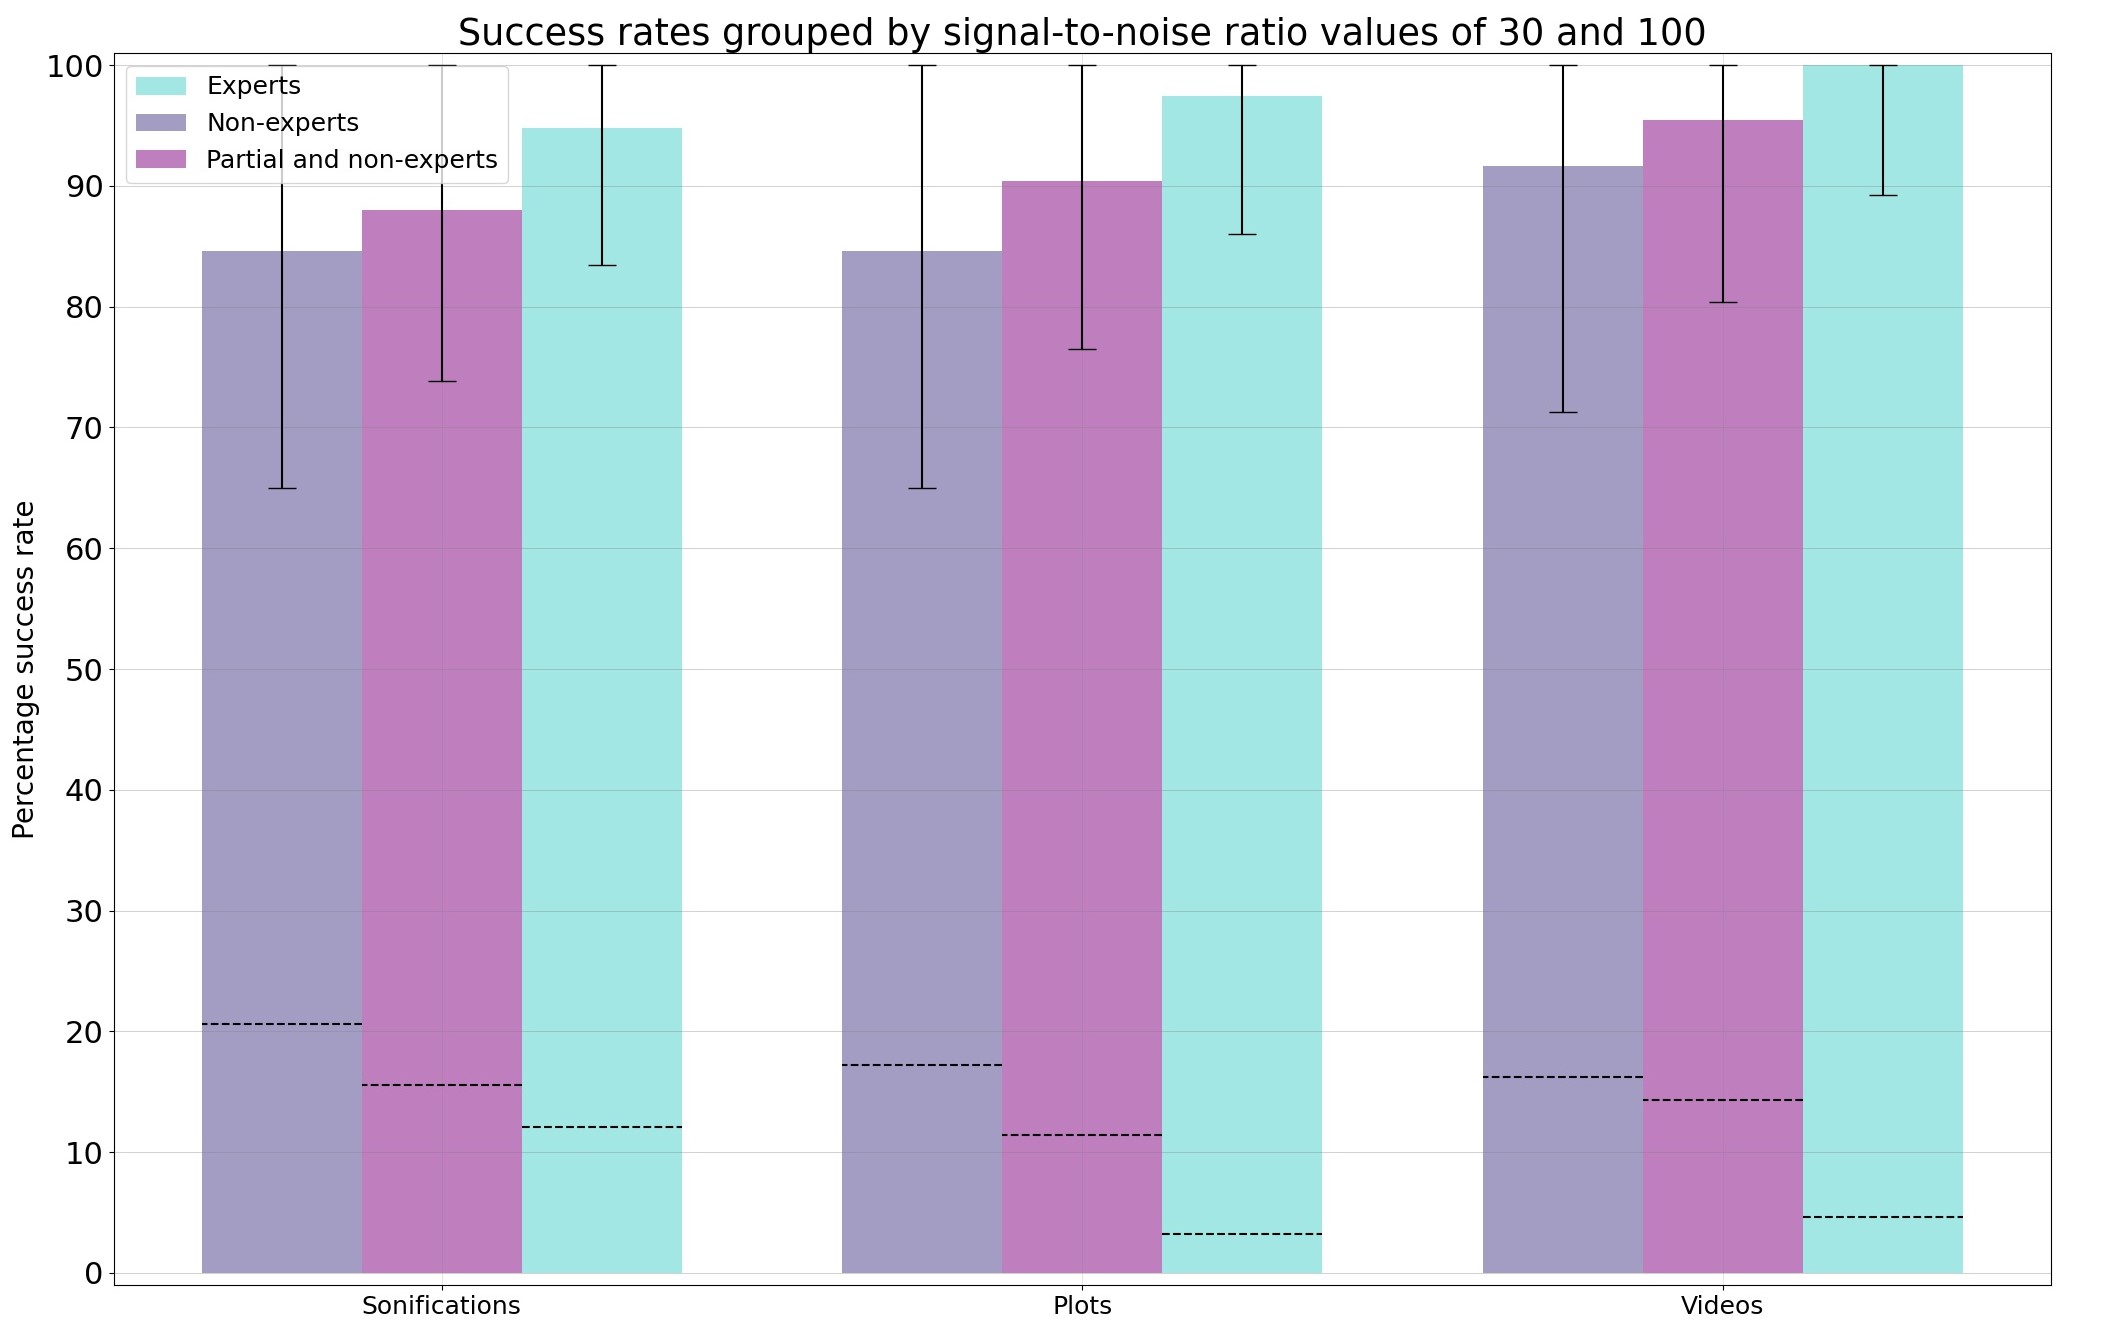 Success rates grouped by signal-to-noise ratio values of 30 and 100
Experts
Non-experts
Partial and non-experts
Percentage success rate
100
90
80
70
60
50
40
30
20
10
0
Sonifications
Plots
Videos